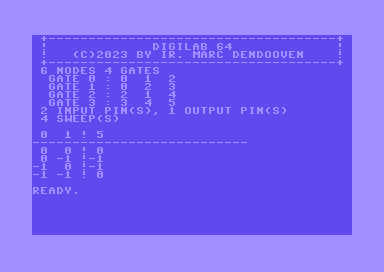 +--------------------------------------+
!              DIGILAB 64              !
!    (C)2023 BY IR. MARC DENDOOVEN     !
+--------------------------------------+
6 NODES 4 GATES
GATE 0 : 0   1   2
GATE 1 : 0   2   3
GATE 2 : 2   1   4
GATE 3 : 3   4   5
2 INPUT PIN(S), 1 OUTPUT PIN(S)
4 SWEEP(S)
0  1 ! 5
-----------------------------
0  0 ! 0
0 -1 !-1
-1  0 !-1
-1 -1 ! 0
READY.